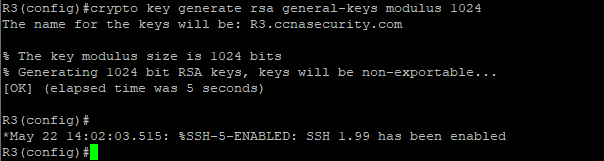 R3(config)#crypto key generate rsa general-keys modulus 1024
The name for the keys will be: R3.ccnasecurity.com
% The key modulus size is 1024 bits
% Generating 1024 bit RSA keys, keys will be non-exportable...
[OK] (elapsed time was 5 seconds)
R3(config)#
*May 22 14:02:03.515: %SSH-5-ENABLED: SSH 1.99 has been enabled
R3(config)#